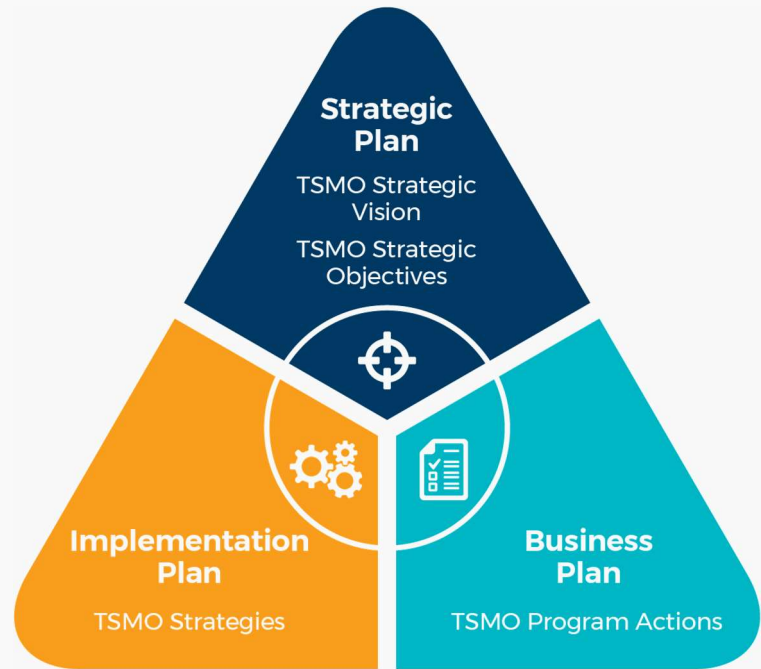 Strategic
Plan
TSMO Strategic
Vision
TSMO Strategic
Objectives
Implementation
Plan
TSMO Strategies
Business
Plan
TSMO Program Actions